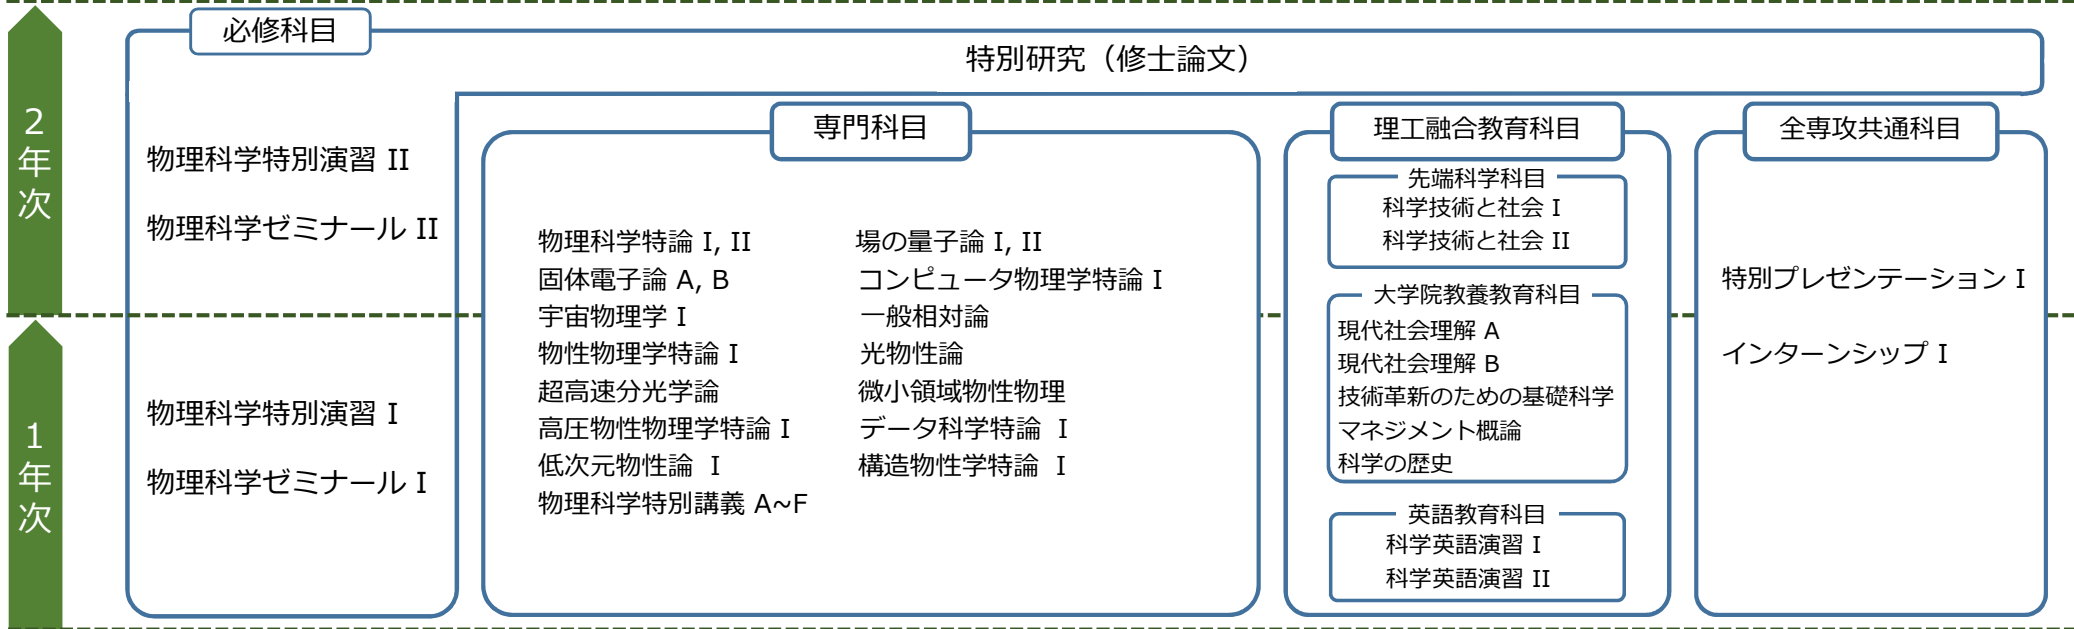 2年次
1年次
必修科目
特別研究（修士論文）
物理科学特別演習 II
物理科学ゼミナール II
物理科学特別演習 I
物理科学ゼミナール I
専門科目
物理科学特論 I, II
固体電子論 A, B
宇宙物理学 I
物性物理学特論 I
超高速分光学論
高圧物性物理学特論 I
低次元物性論 I
物理科学特別講義 A~F
場の量子論 I, II
コンピュータ物理学特論 I
一般相対論
光物性論
微小領域物性物理
データ科学特論 I
構造物性学特論 I
理工融合教育科目
先端科学科目
科学技術と社会 I
科学技術と社会 II
大学院教養教育科目
現代社会理解 A
現代社会理解 B
技術革新のための基礎科学
マネジメント概論
科学の歴史
英語教育科目
科学英語演習 I
科学英語演習 II
全専攻共通科目
特別プレゼンテーション I
インターンシップ I